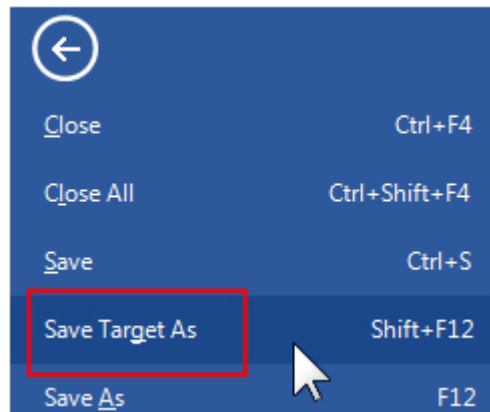 Close Ctrl+F4
Close All Ctrl+Shift+F4
Save Ctrl+S
Save Target As Shift+F12
Save As F12